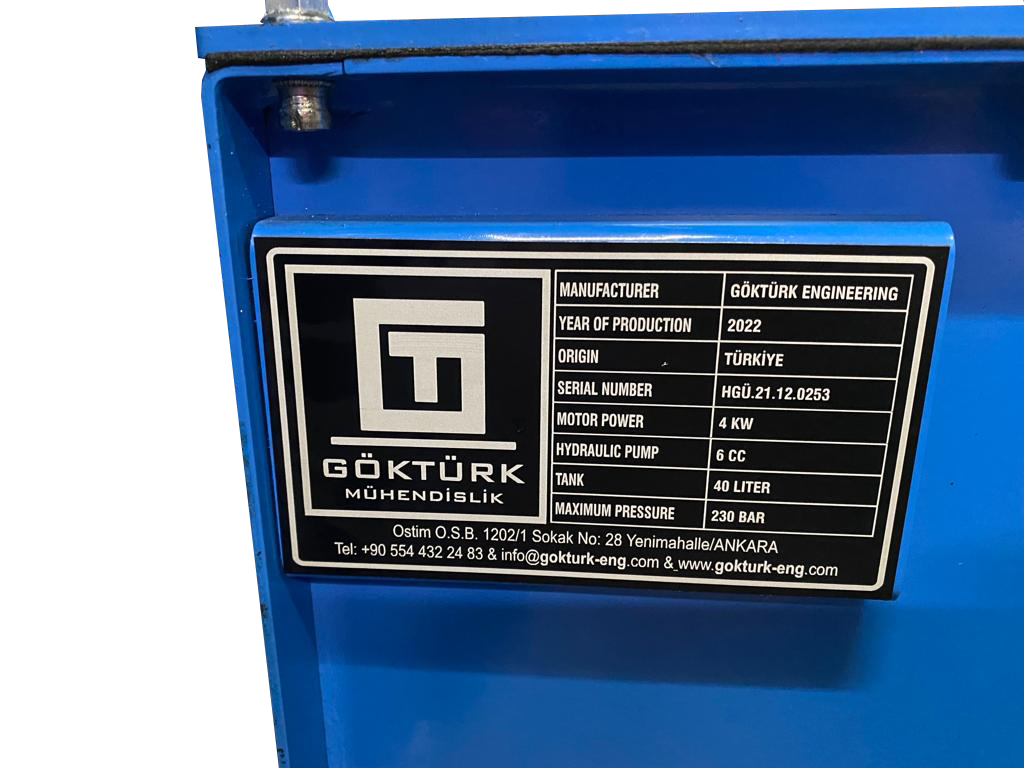 GÖKTÜRK
MÜHENDİSLİK
MANUFACTURER GÖKTÜRK ENGINEERING
YEAR OF PRODUCTION 2022
ORIGIN TÜRKİYE
SERIAL NUMBER HGÜ.21.12.0253
MOTOR POWER 4 KW
HYDRAULIC PUMP 6 CC
TANK 40 LITER
MAXIMUM PRESSURE 230 BAR
Ostim O.S.B. 1202/1 Sokak No: 28 Yenimahalle/ANKARA
Tel: +90 554 432 24 83 & info@gokturk-eng.com & www.gokturk-eng.com